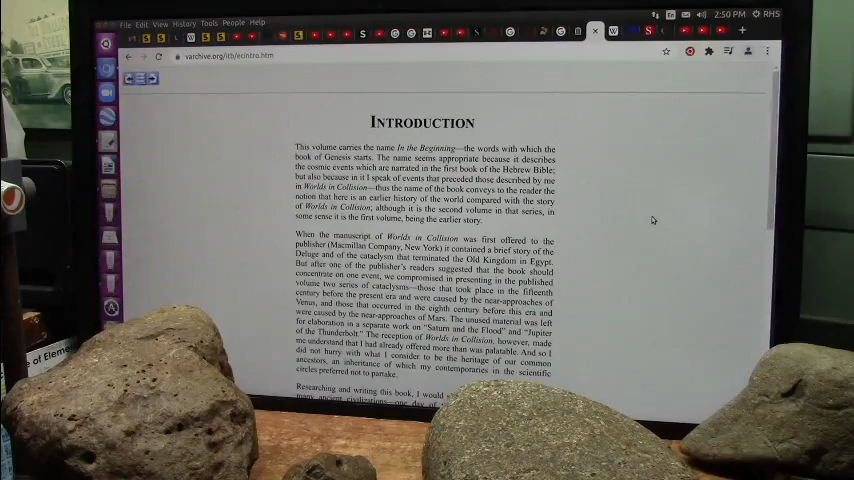 File Edit View History Tools People Help
En
2:50 PM
RHS
varchive.org/itb/ecintro.htm
INTRODUCTION
This volume carries the name In the Beginning—the words with which the
book of Genesis starts. The name seems appropriate because it describes
the cosmic events which are narrated in the first book of the Hebrew Bible;
but also because in it I speak of events that preceded those described by me
in Worlds in Collision—thus the name of the book conveys to the reader the
notion that here is an earlier history of the world compared with the story
of Worlds in Collision; although it is the second volume in that series, in
some sense it is the first volume, being the earlier story.
When the manuscript of Worlds in Collision was first offered to the
publisher (Macmillan Company, New York) it contained a brief story of the
Deluge and of the cataclysm that terminated the Old Kingdom in Egypt.
But after one of the publisher's readers suggested that the book should
concentrate on one event, we compromised in presenting in the published
volume two series of cataclysms—those that took place in the fifteenth
century before the present era and were caused by the near-approaches of
Venus, and those that occurred in the eighth century before this era and
were caused by the near-approaches of Mars. The unused material was left
for elaboration in a separate work on “Saturn and the Flood” and “Jupiter
of the Thunderbolt.” The reception of Worlds in Collision, however, made
me understand that I had already offered more than was palatable. And so I
did not hurry with what I consider to be the heritage of our common
ancestors, an inheritance of which my contemporaries in the scientific
circles preferred not to partake.
Researching and writing this book, I would
many ancient civilizations—one day of
e of Elem